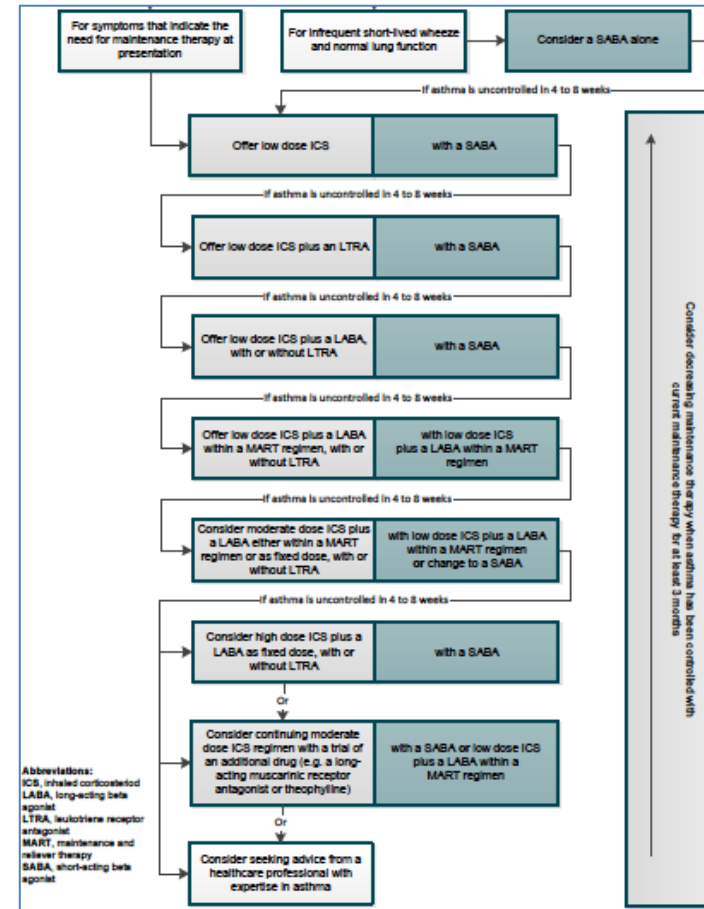 For symptoms that indicate the
need for maintenance therapy at
presentation
For infrequent short-lived wheeze
and normal lung function
Consider a SABA alone
If asthma is uncontrolled in 4 to 8 weeks
Offer low dose ICS
with a SABA
If asthma is uncontrolled in 4 to 8 weeks
Offer low dose ICS plus an LTRA
with a SABA
If asthma is uncontrolled in 4 to 8 weeks
Offer low dose ICS plus a LABA,
with or without LTRA
with a SABA
If asthma is uncontrolled in 4 to 8 weeks
Offer low dose ICS plus a LABA
within a MART regimen, with or
without LTRA
with low dose ICS
plus a LABA within a MART
regimen
If asthma is uncontrolled in 4 to 8 weeks
Consider moderate dose ICS plus
a LABA either within a MART
regimen or as fixed dose, with or
without LTRA
with low dose ICS plus a LABA
within a MART regimen
or change to a SABA
If asthma is uncontrolled in 4 to 8 weeks
Consider high dose ICS plus a
LABA as fixed dose, with or
without LTRA
with a SABA
Or
Consider continuing moderate
dose ICS regimen with a trial of
an additional drug (e.g. a long-
acting muscarinic receptor
antagonist or theophylline)
with a SABA or low dose ICS
plus a LABA within a
MART regimen
Or
Consider seeking advice from a
healthcare professional with
expertise in asthma
Consider decreasing maintenance therapy when asthma has been controlled with
current maintenance therapy for at least 3 months
Abbreviations:
ICS, inhaled corticosteriod
LABA, long-acting beta
agonist
LTRA, leukotriene receptor
antagonist
MART, maintenance and
reliever therapy
SABA, short-acting beta
agonist